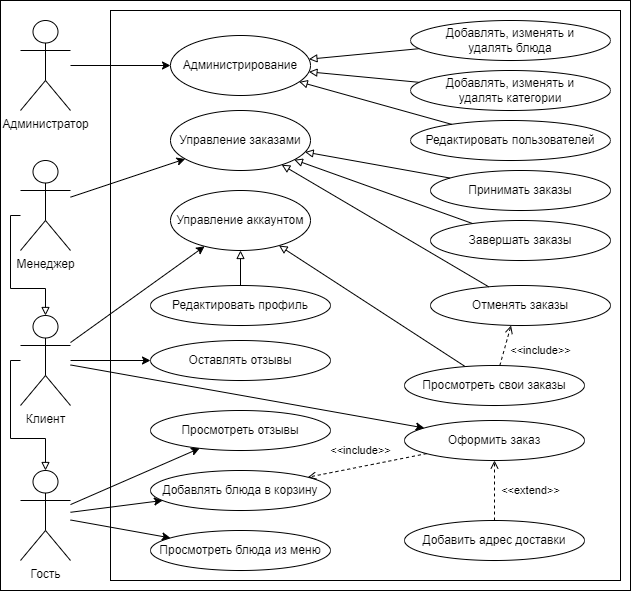 Добавлять, изменять и
удалять блюда
Администрирование
Добавлять, изменять и
удалять категории
Администратор
Редактировать пользователей
Управление заказами
Принимать заказы
Управление аккаунтом
Завершать заказы
Менеджер
Редактировать профиль
Отменять заказы
<<include>>
Оставлять отзывы
Просмотреть свои заказы
Клиент
Просмотреть отзывы
Оформить заказ
<<include>>
Добавлять блюда в корзину
<<extend>>
Просмотреть блюда из меню
Добавить адрес доставки
Гость